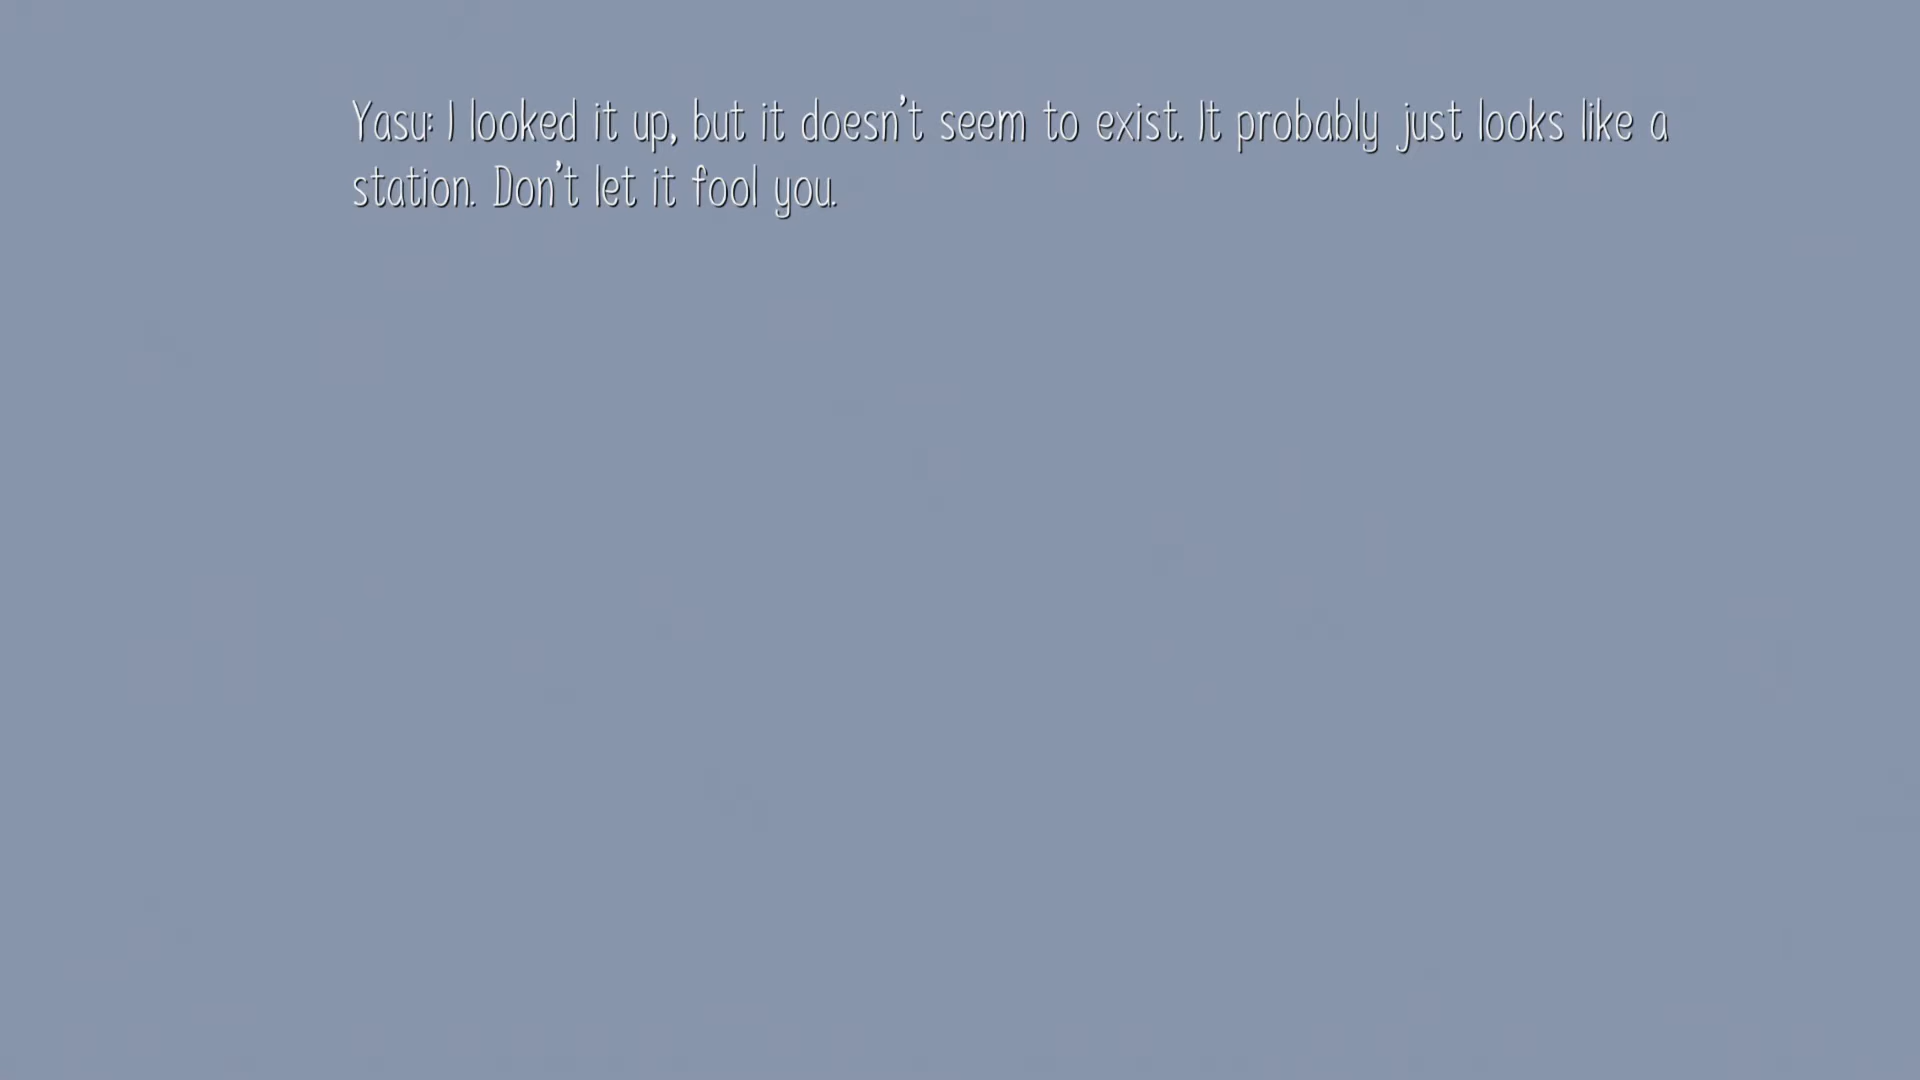 Yasu: I looked it up, but it doesn't seem to exist. It probably just looks like a
station. Don't let it fool you.